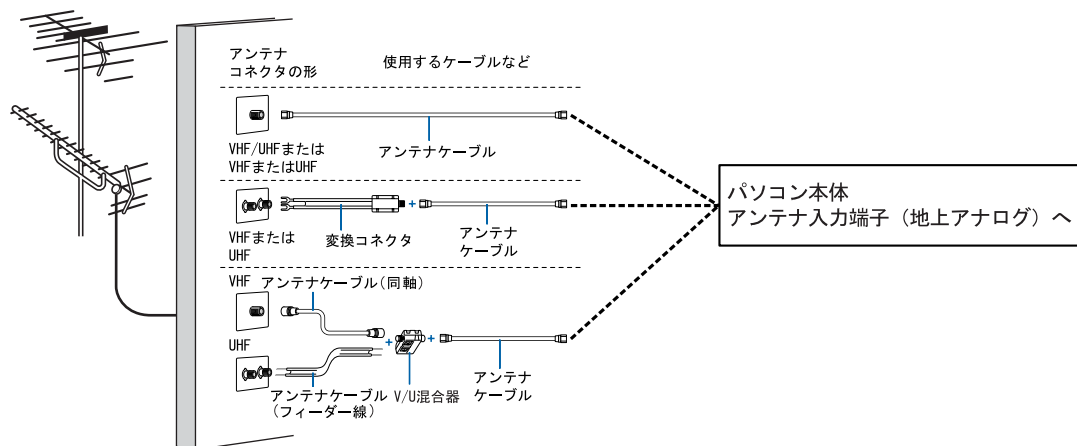 アンテナ
コネクタの形
使用するケーブルなど
VHF/UHFまたは
VHFまたはUHF
アンテナケーブル
VHFまたは
UHF
変換コネクタ
+
アンテナ
ケーブル
VHF
アンテナケーブル(同軸)
UHF
アンテナケーブル
(フィーダー線)
+
V/U混合器
+
アンテナ
ケーブル
パソコン本体
アンテナ入力端子（地上アナログ）へ